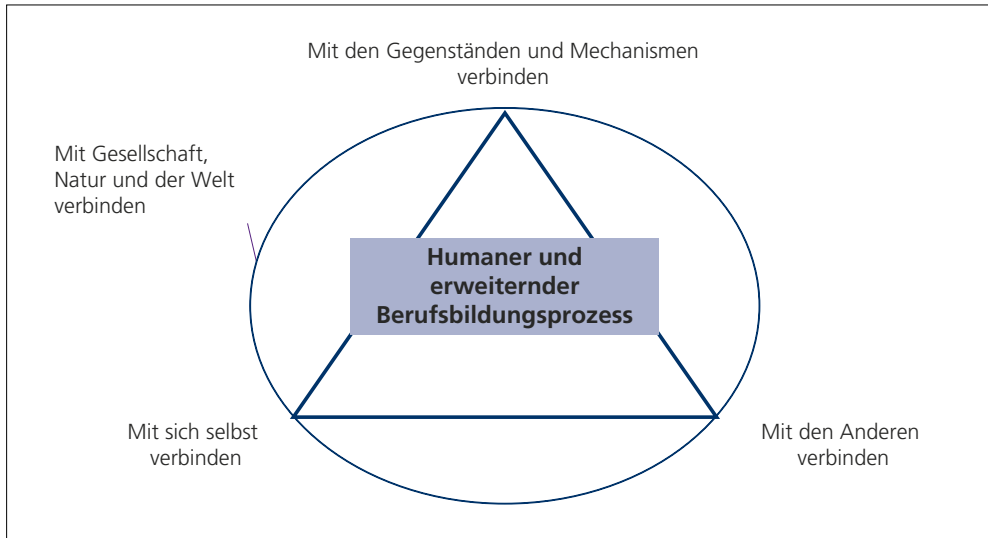 Mit den Gegenständen und Mechanismen
verbinden
Mit Gesellschaft,
Natur und der Welt
verbinden
Humaner und
erweiternder
Berufsbildungsprozess
Mit sich selbst
verbinden
Mit den Anderen
verbinden